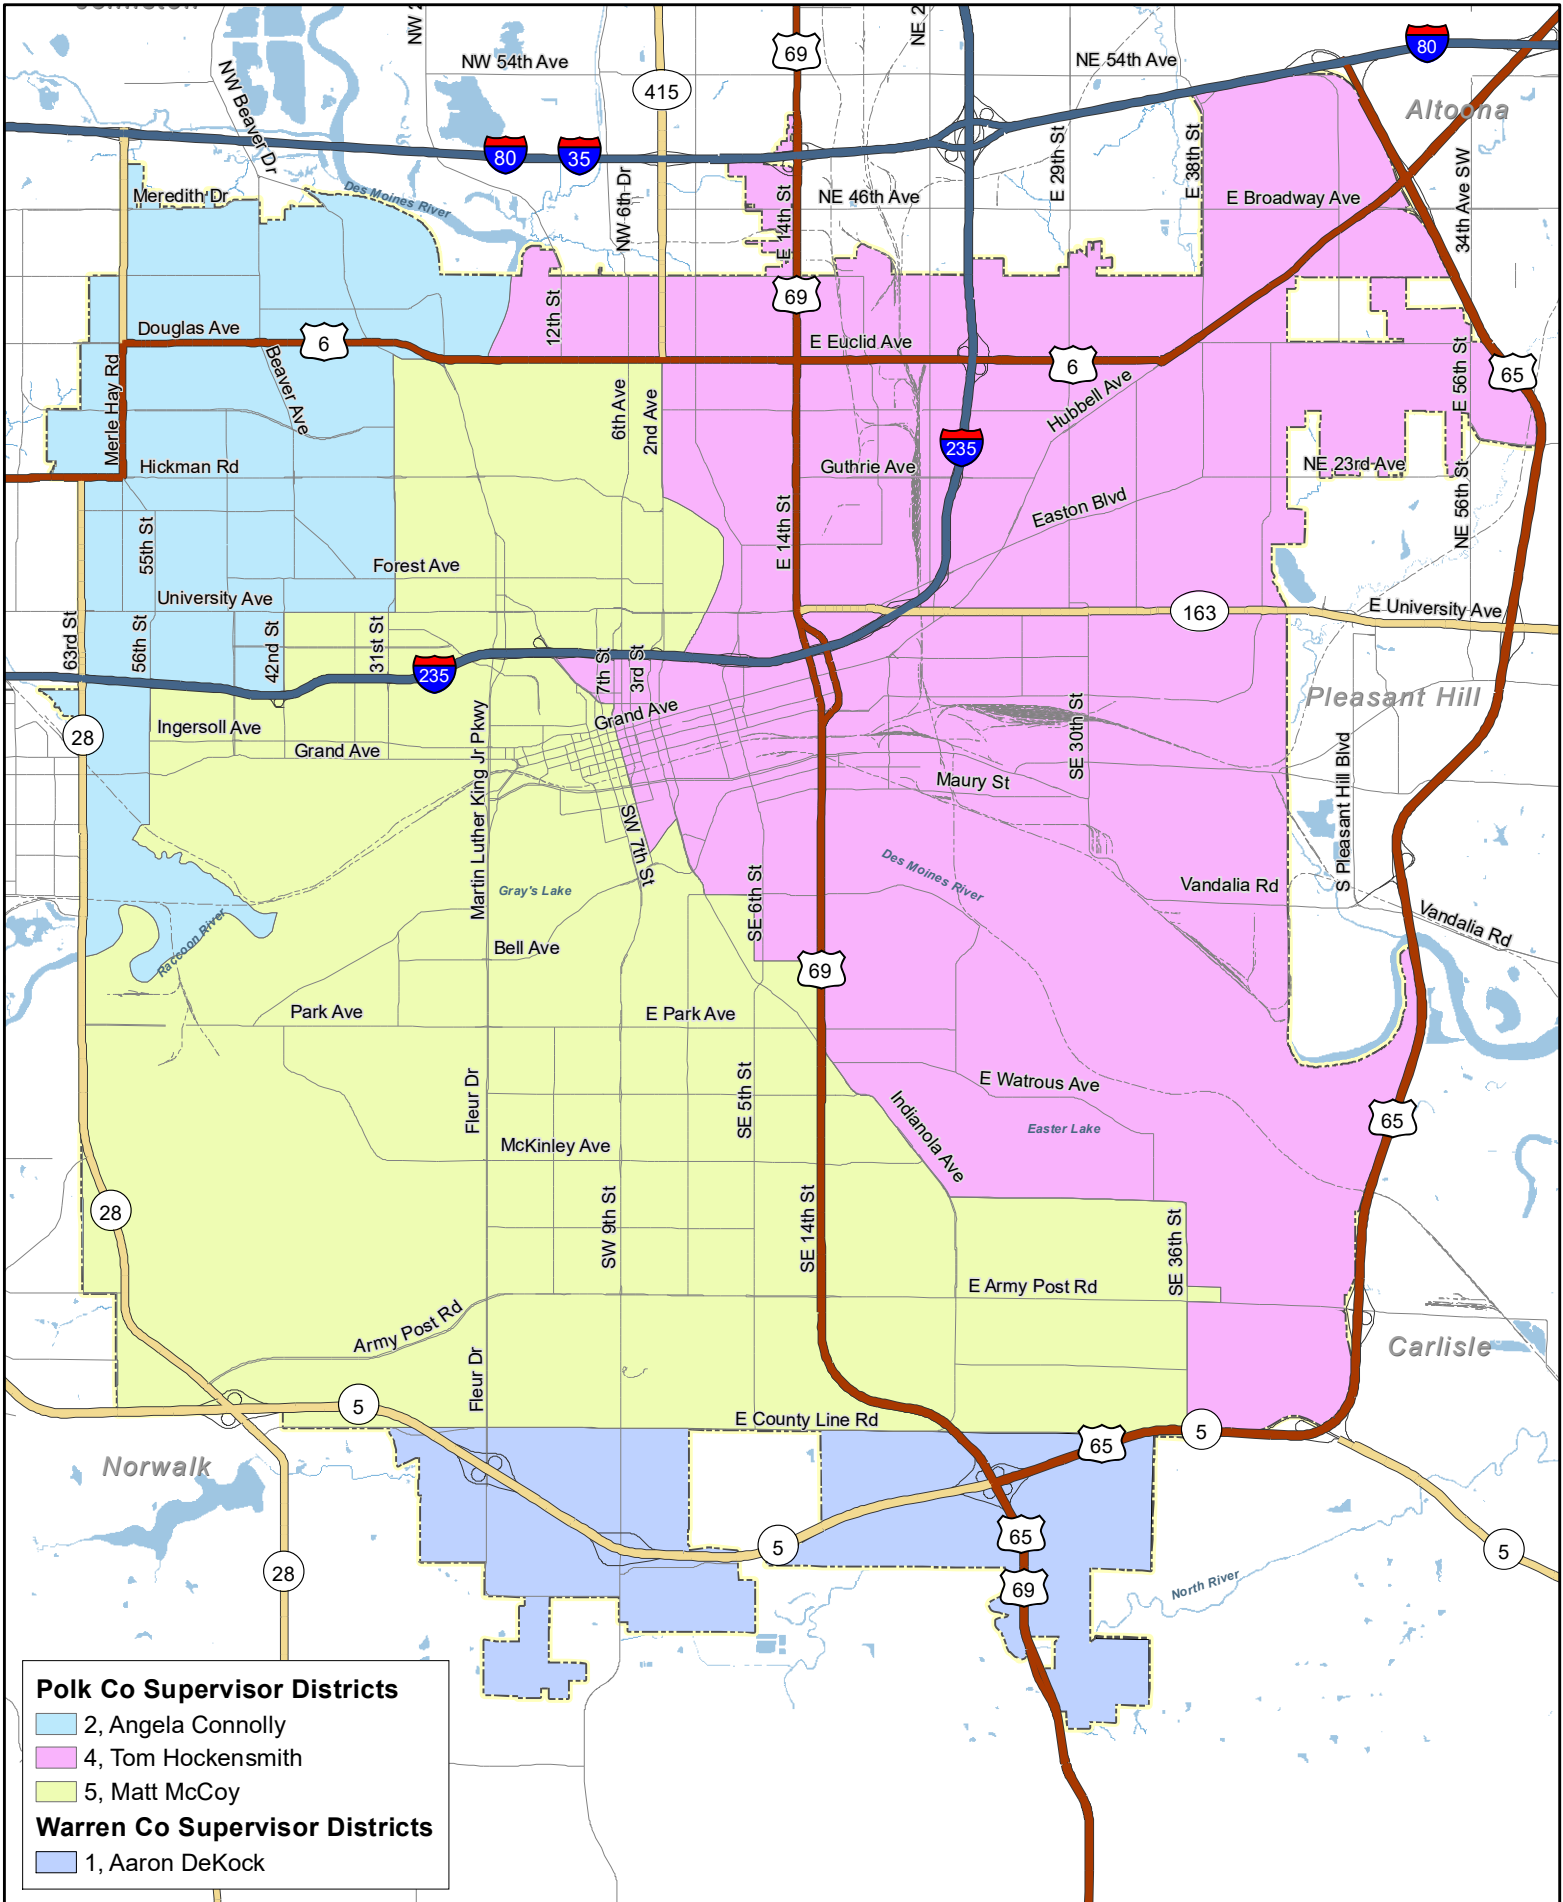 Johnston
NW 2
NE 2
69
80
NW 54th Ave
NE 54th Ave
415
Altoona
NW Beaver Dr
80
35
E 29th St
E 38th St
34th Ave SW
Meredith Dr
Des Moines River
NW 6th Dr
E 14th St
NE 46th Ave
E Broadway Ave
69
12th St
Douglas Ave
6
E Euclid Ave
6
65
Merle Hay Rd
Beaver Ave
6th Ave
2nd Ave
Hubbell Ave
E 56th St
235
Hickman Rd
Guthrie Ave
NE 23rd Ave
E 14th St
Easton Blvd
NE 56th St
55th St
Forest Ave
University Ave
163
E University Ave
63rd St
56th St
42nd St
31st St
235
7th St
3rd St
Pleasant Hill
28
Ingersoll Ave
Grand Ave
Grand Ave
Martin Luther King Jr Pkwy
SE 30th St
Maury St
S Pleasant Hill Blvd
SW 7th St
Gray's Lake
Des Moines River
Vandalia Rd
Vandalia Rd
SE 6th St
Raccoon River
Bell Ave
69
Park Ave
E Park Ave
Fleur Dr
SE 5th St
E Watrous Ave
Indianola Ave
Easter Lake
65
McKinley Ave
28
SW 9th St
SE 14th St
SE 36th St
E Army Post Rd
Army Post Rd
Fleur Dr
Carlisle
5
E County Line Rd
65
5
Norwalk
5
65
5
28
69
North River
Polk Co Supervisor Districts
2, Angela Connolly
4, Tom Hockensmith
5, Matt McCoy
Warren Co Supervisor Districts
1, Aaron DeKock